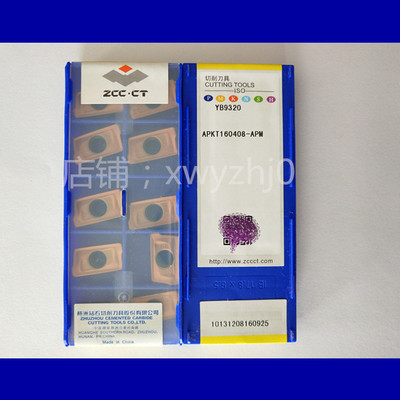 ZCC·CT
株洲钻石切削刀具股份有限公司
ZHUZHOU CEMENTED CARBIDE
CUTTING TOOLS CO.,LTD.
Made in China
切削刀具
CUTTING TOOLS
ISO
P M K N S H
YB9320
APKT160408-APM
http://www.zccct.com
10131208160925
店铺；xwyzhj0